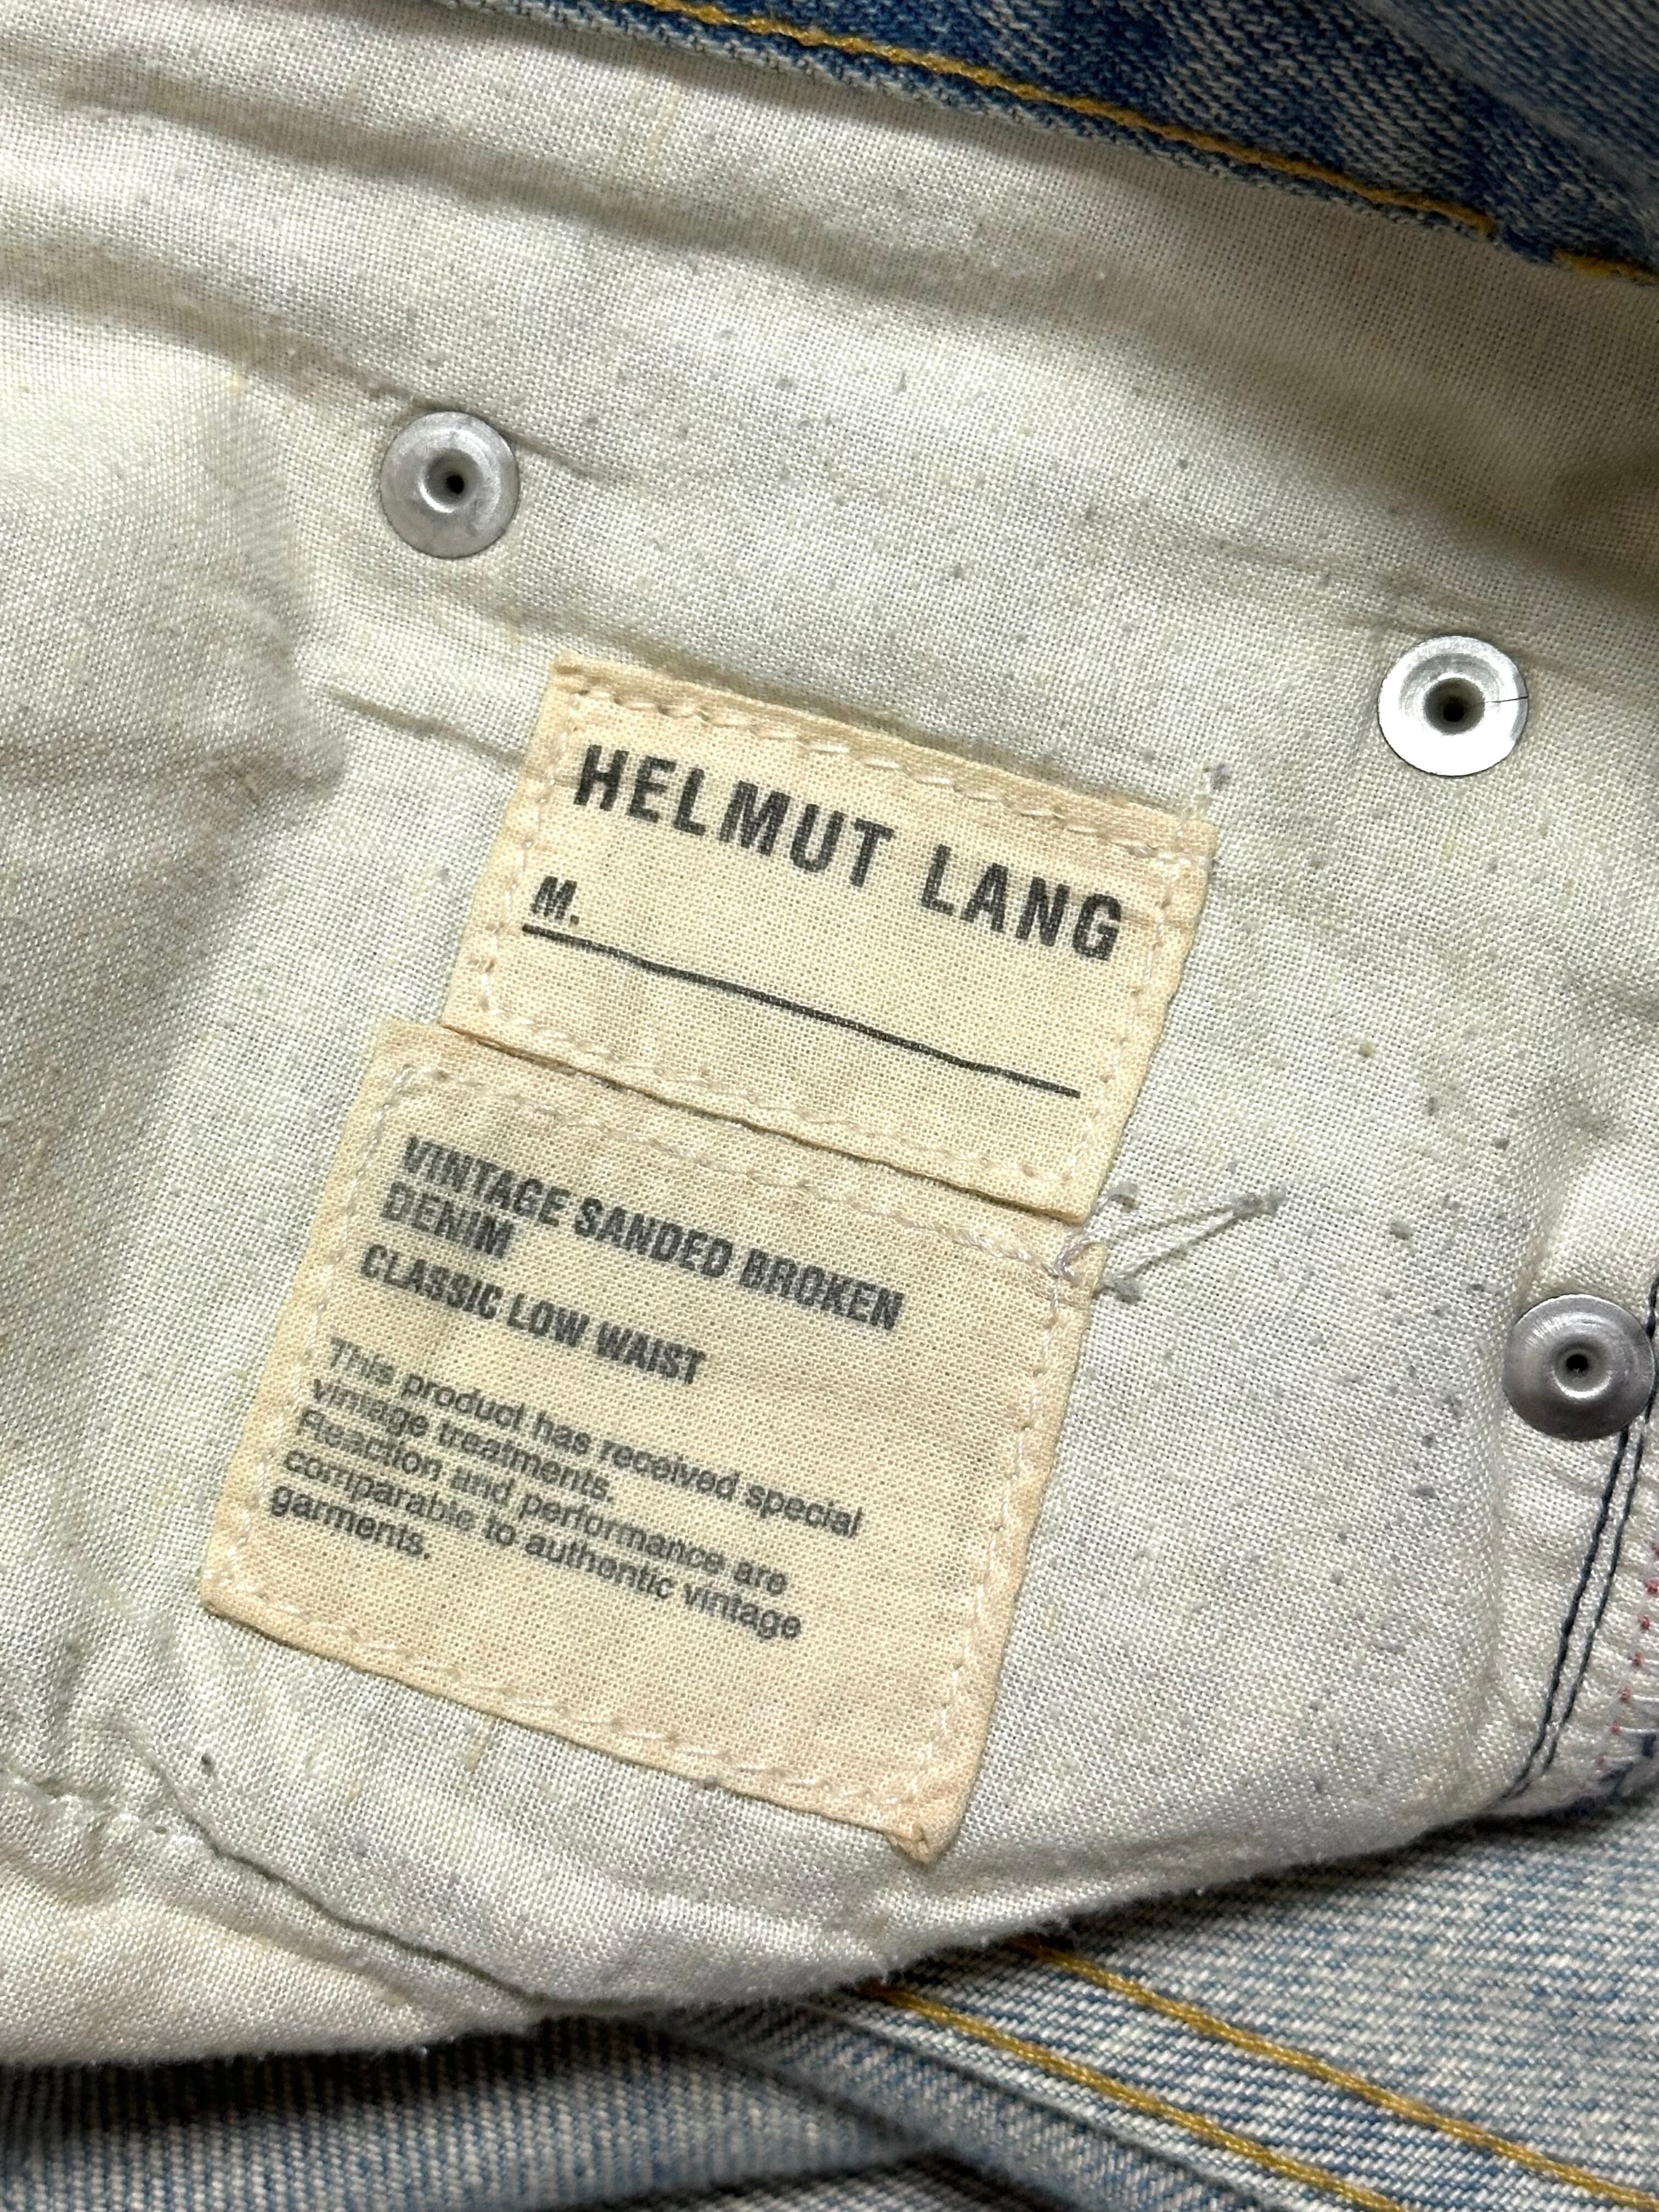 HELMUT LANG
M.
VINTAGE SANDED BROKEN
DENIM
CLASSIC LOW WAIST
This product has received special
vintage treatments.
Reaction and performance are
comparable to authentic vintage
garments.